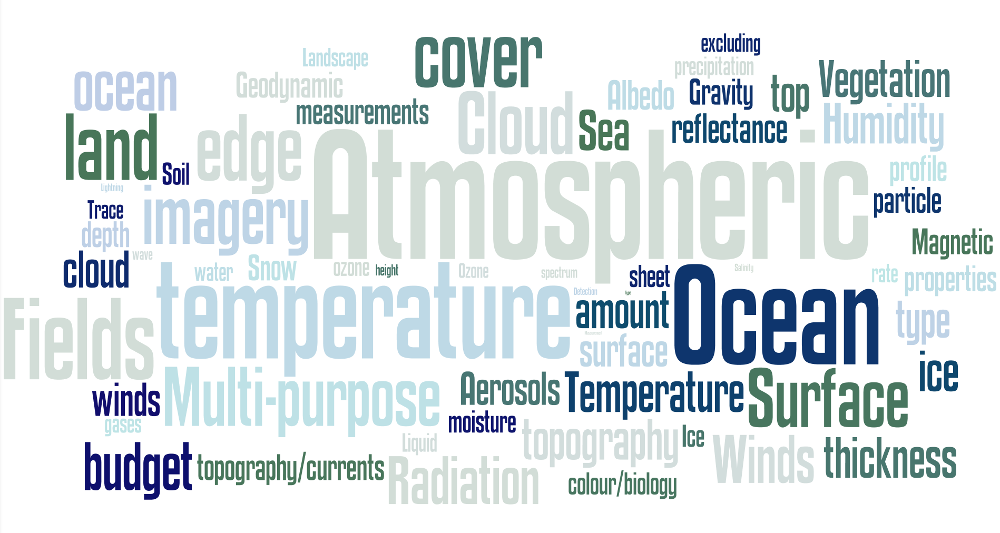 cover
excluding
Landscape
precipitation
Vegetation
ocean
Geodynamic
Albedo
Gravity
top
measurements
Cloud
Sea
reflectance
Humidity
land
edge
Atmospheric
Soil
profile
Lightning
imagery
particle
Trace
depth
Magnetic
cloud
wave
water
Snow
ozone
height
Ozone
spectrum
Salinity
sheet
rate
properties
temperature
Detection
Type
Ocean
Fields
amount
type
Measurement
surface
ice
winds
Multi-purpose
Aerosols
Temperature
Surface
gases
moisture
topography
Ice
Liquid
Winds
thickness
budget
topography/currents
Radiation
colour/biology